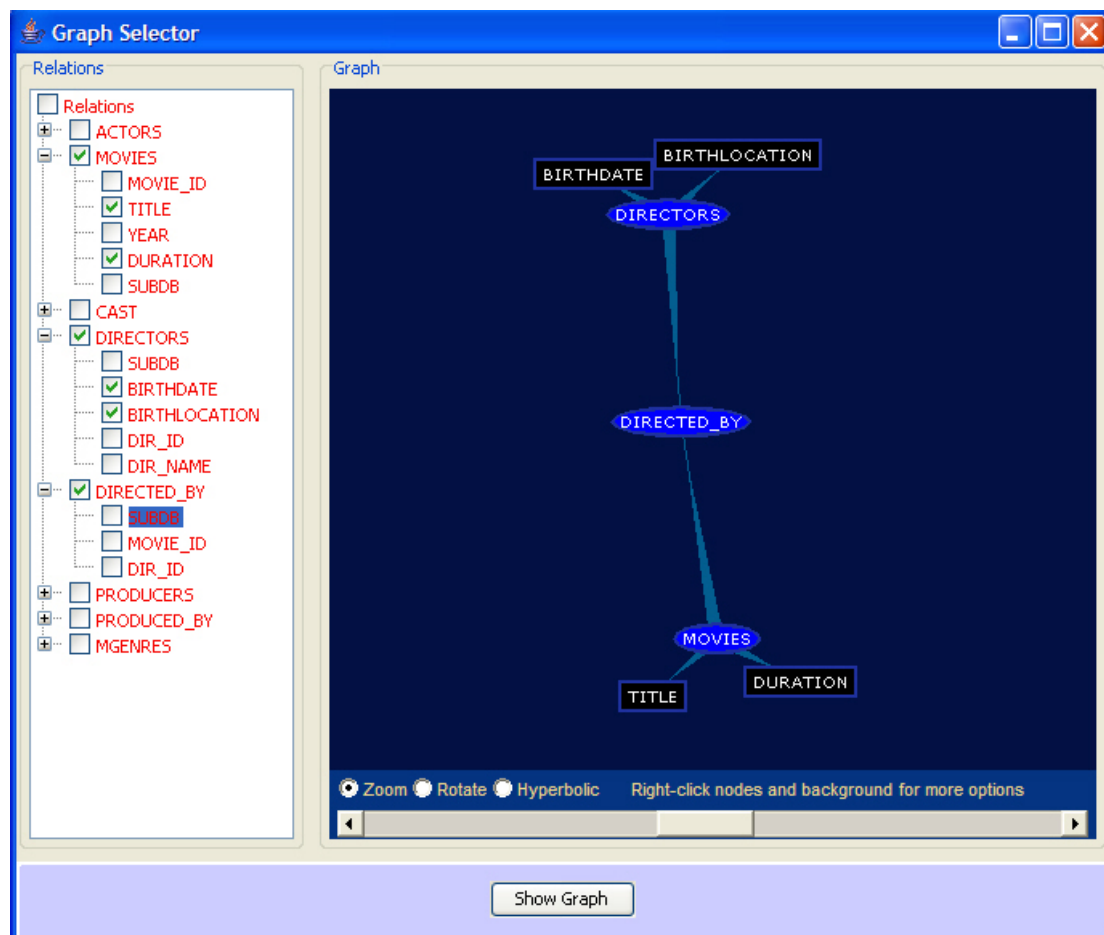 Graph Selector
Relations
Relations
ACTORS
MOVIES
MOVIE_ID
TITLE
YEAR
DURATION
SUBDB
CAST
DIRECTORS
SUBDB
BIRTHDATE
BIRTHLOCATION
DIR_ID
DIR_NAME
DIRECTED_BY
SUBDB
MOVIE_ID
DIR_ID
PRODUCERS
PRODUCED_BY
MGENRES
Graph
BIRTHLOCATION
BIRTHDATE
DIRECTORS
DIRECTED_BY
MOVIES
DURATION
TITLE
Zoom Rotate Hyperbolic Right-click nodes and background for more options
Show Graph